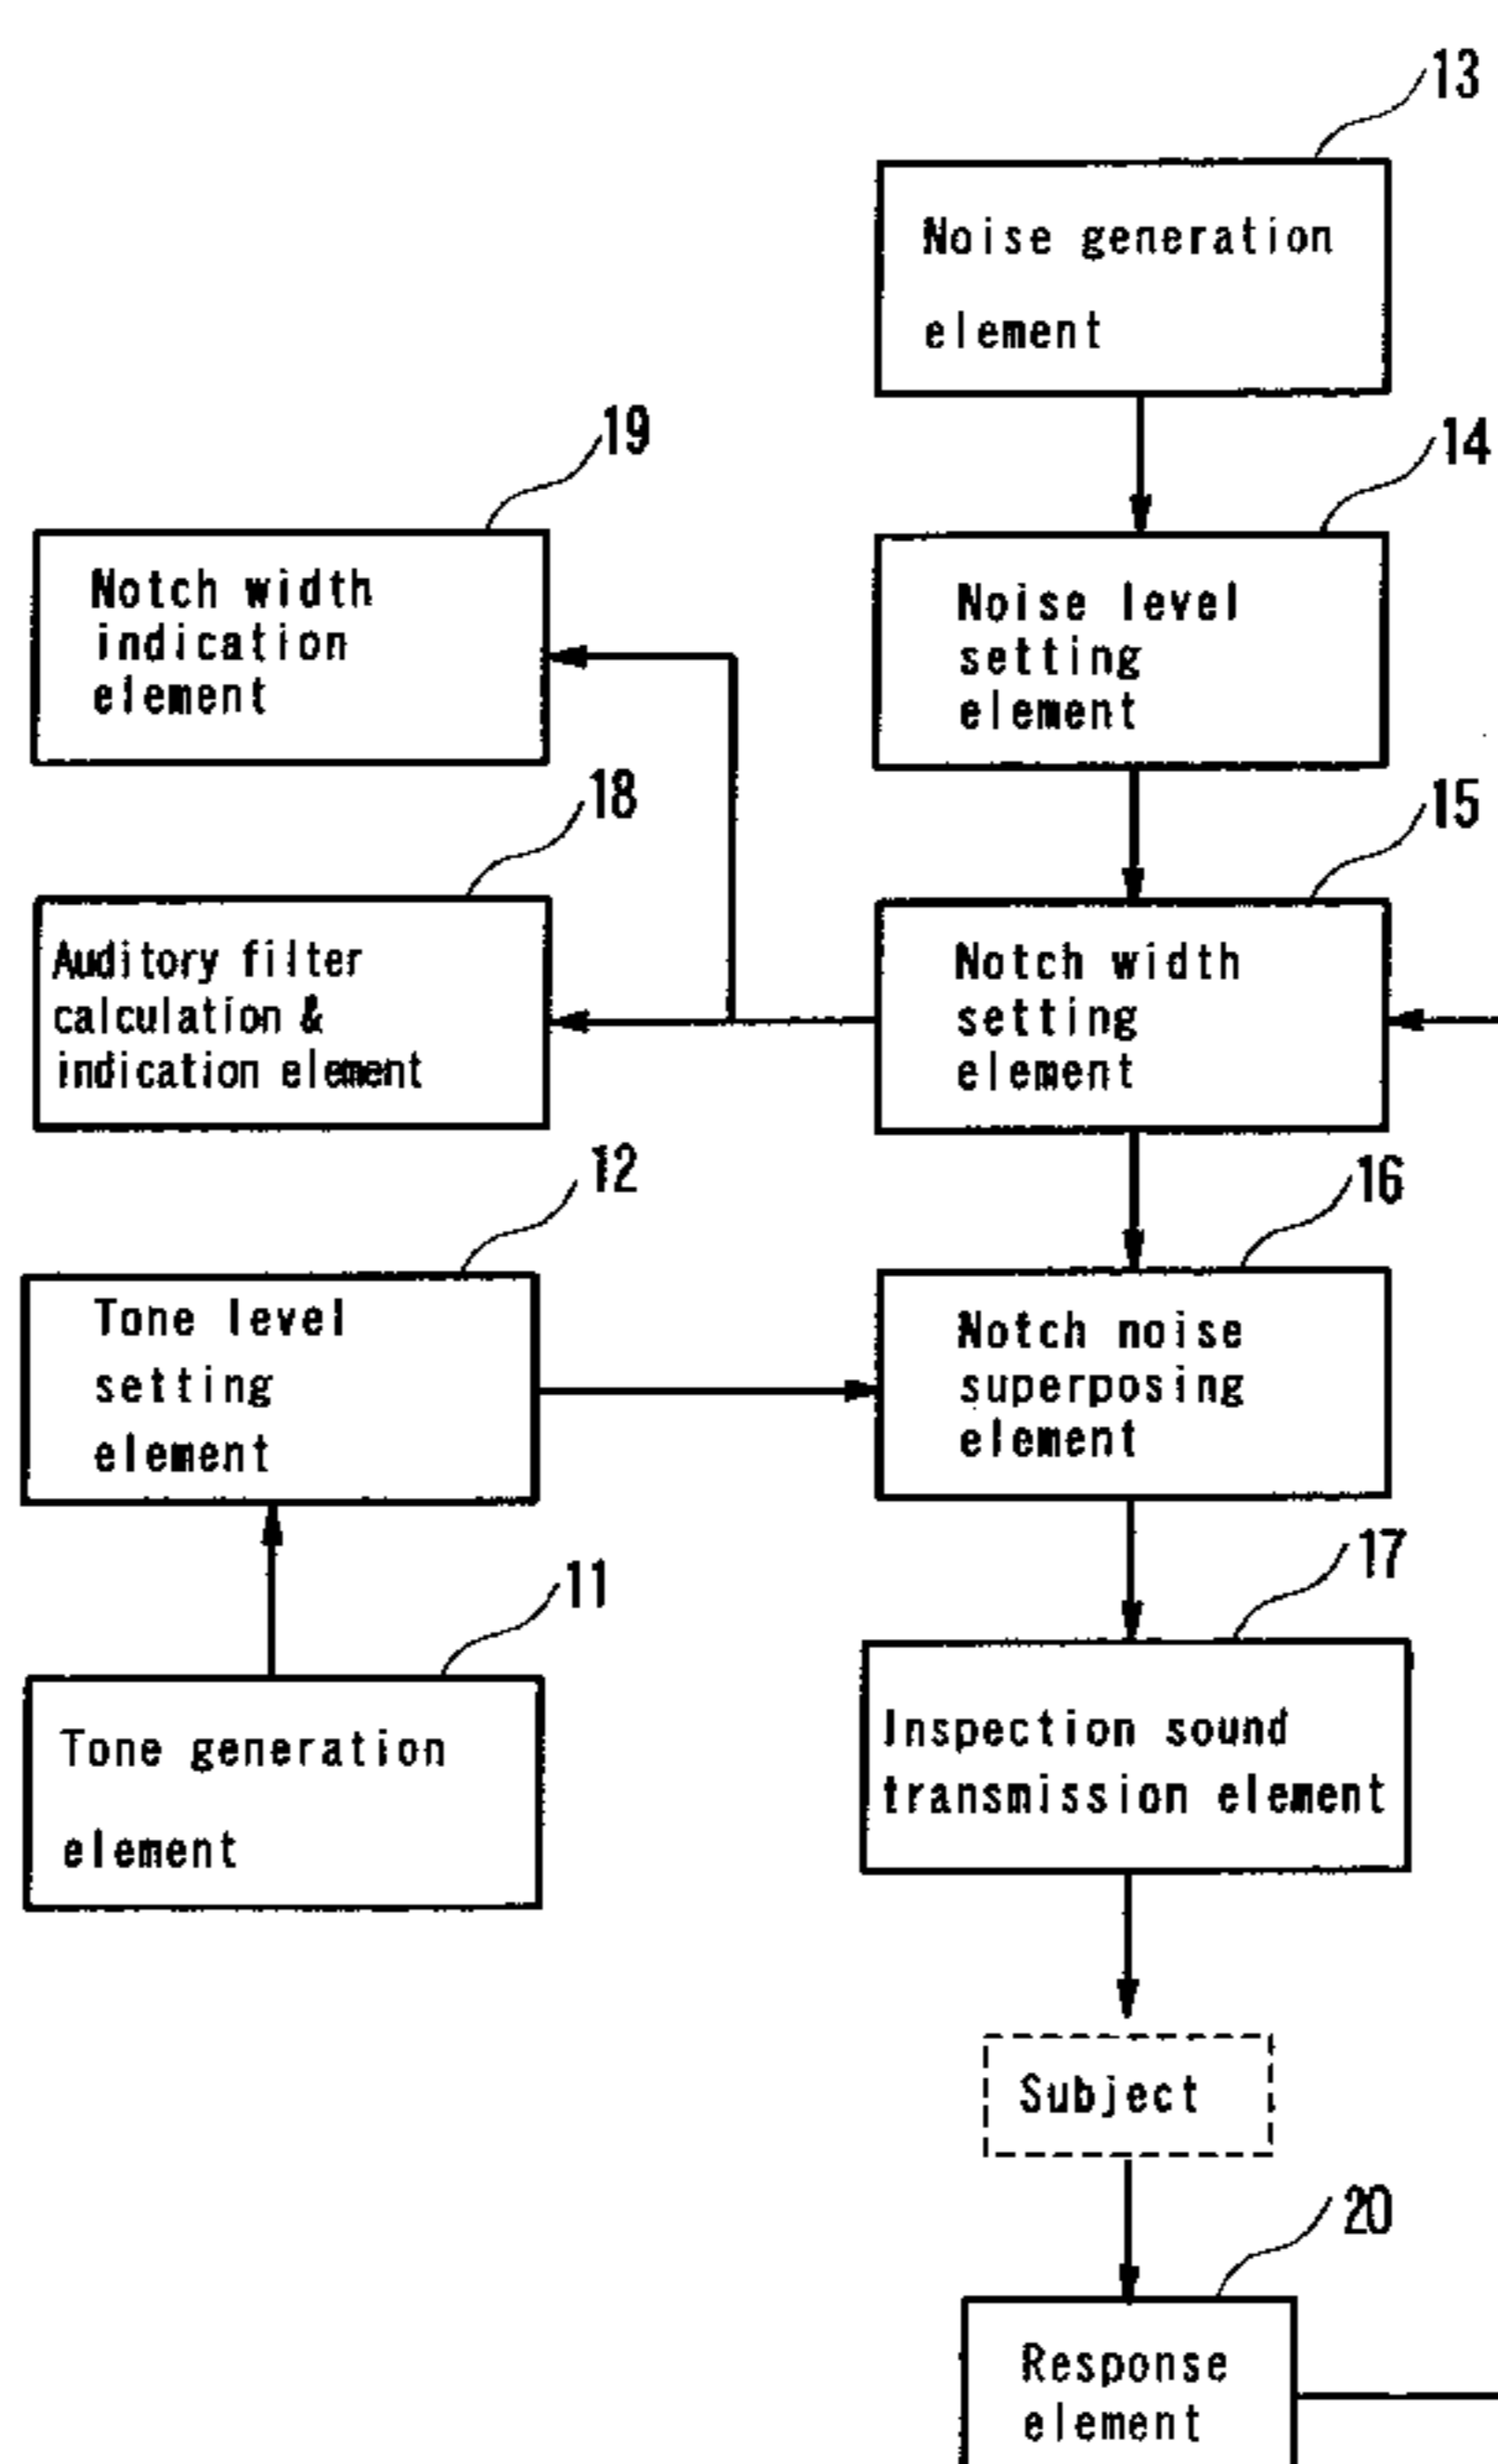 13
Noise generation
element
19
14
Notch width
indication
element
Noise level
setting
element
18
15
Auditory filter
calculation &
indication element
Notch width
setting
element
12
16
Tone level
setting
element
Notch noise
superposing
element
11
17
Tone generation
element
Inspection sound
transmission element
Subject
20
Response
element